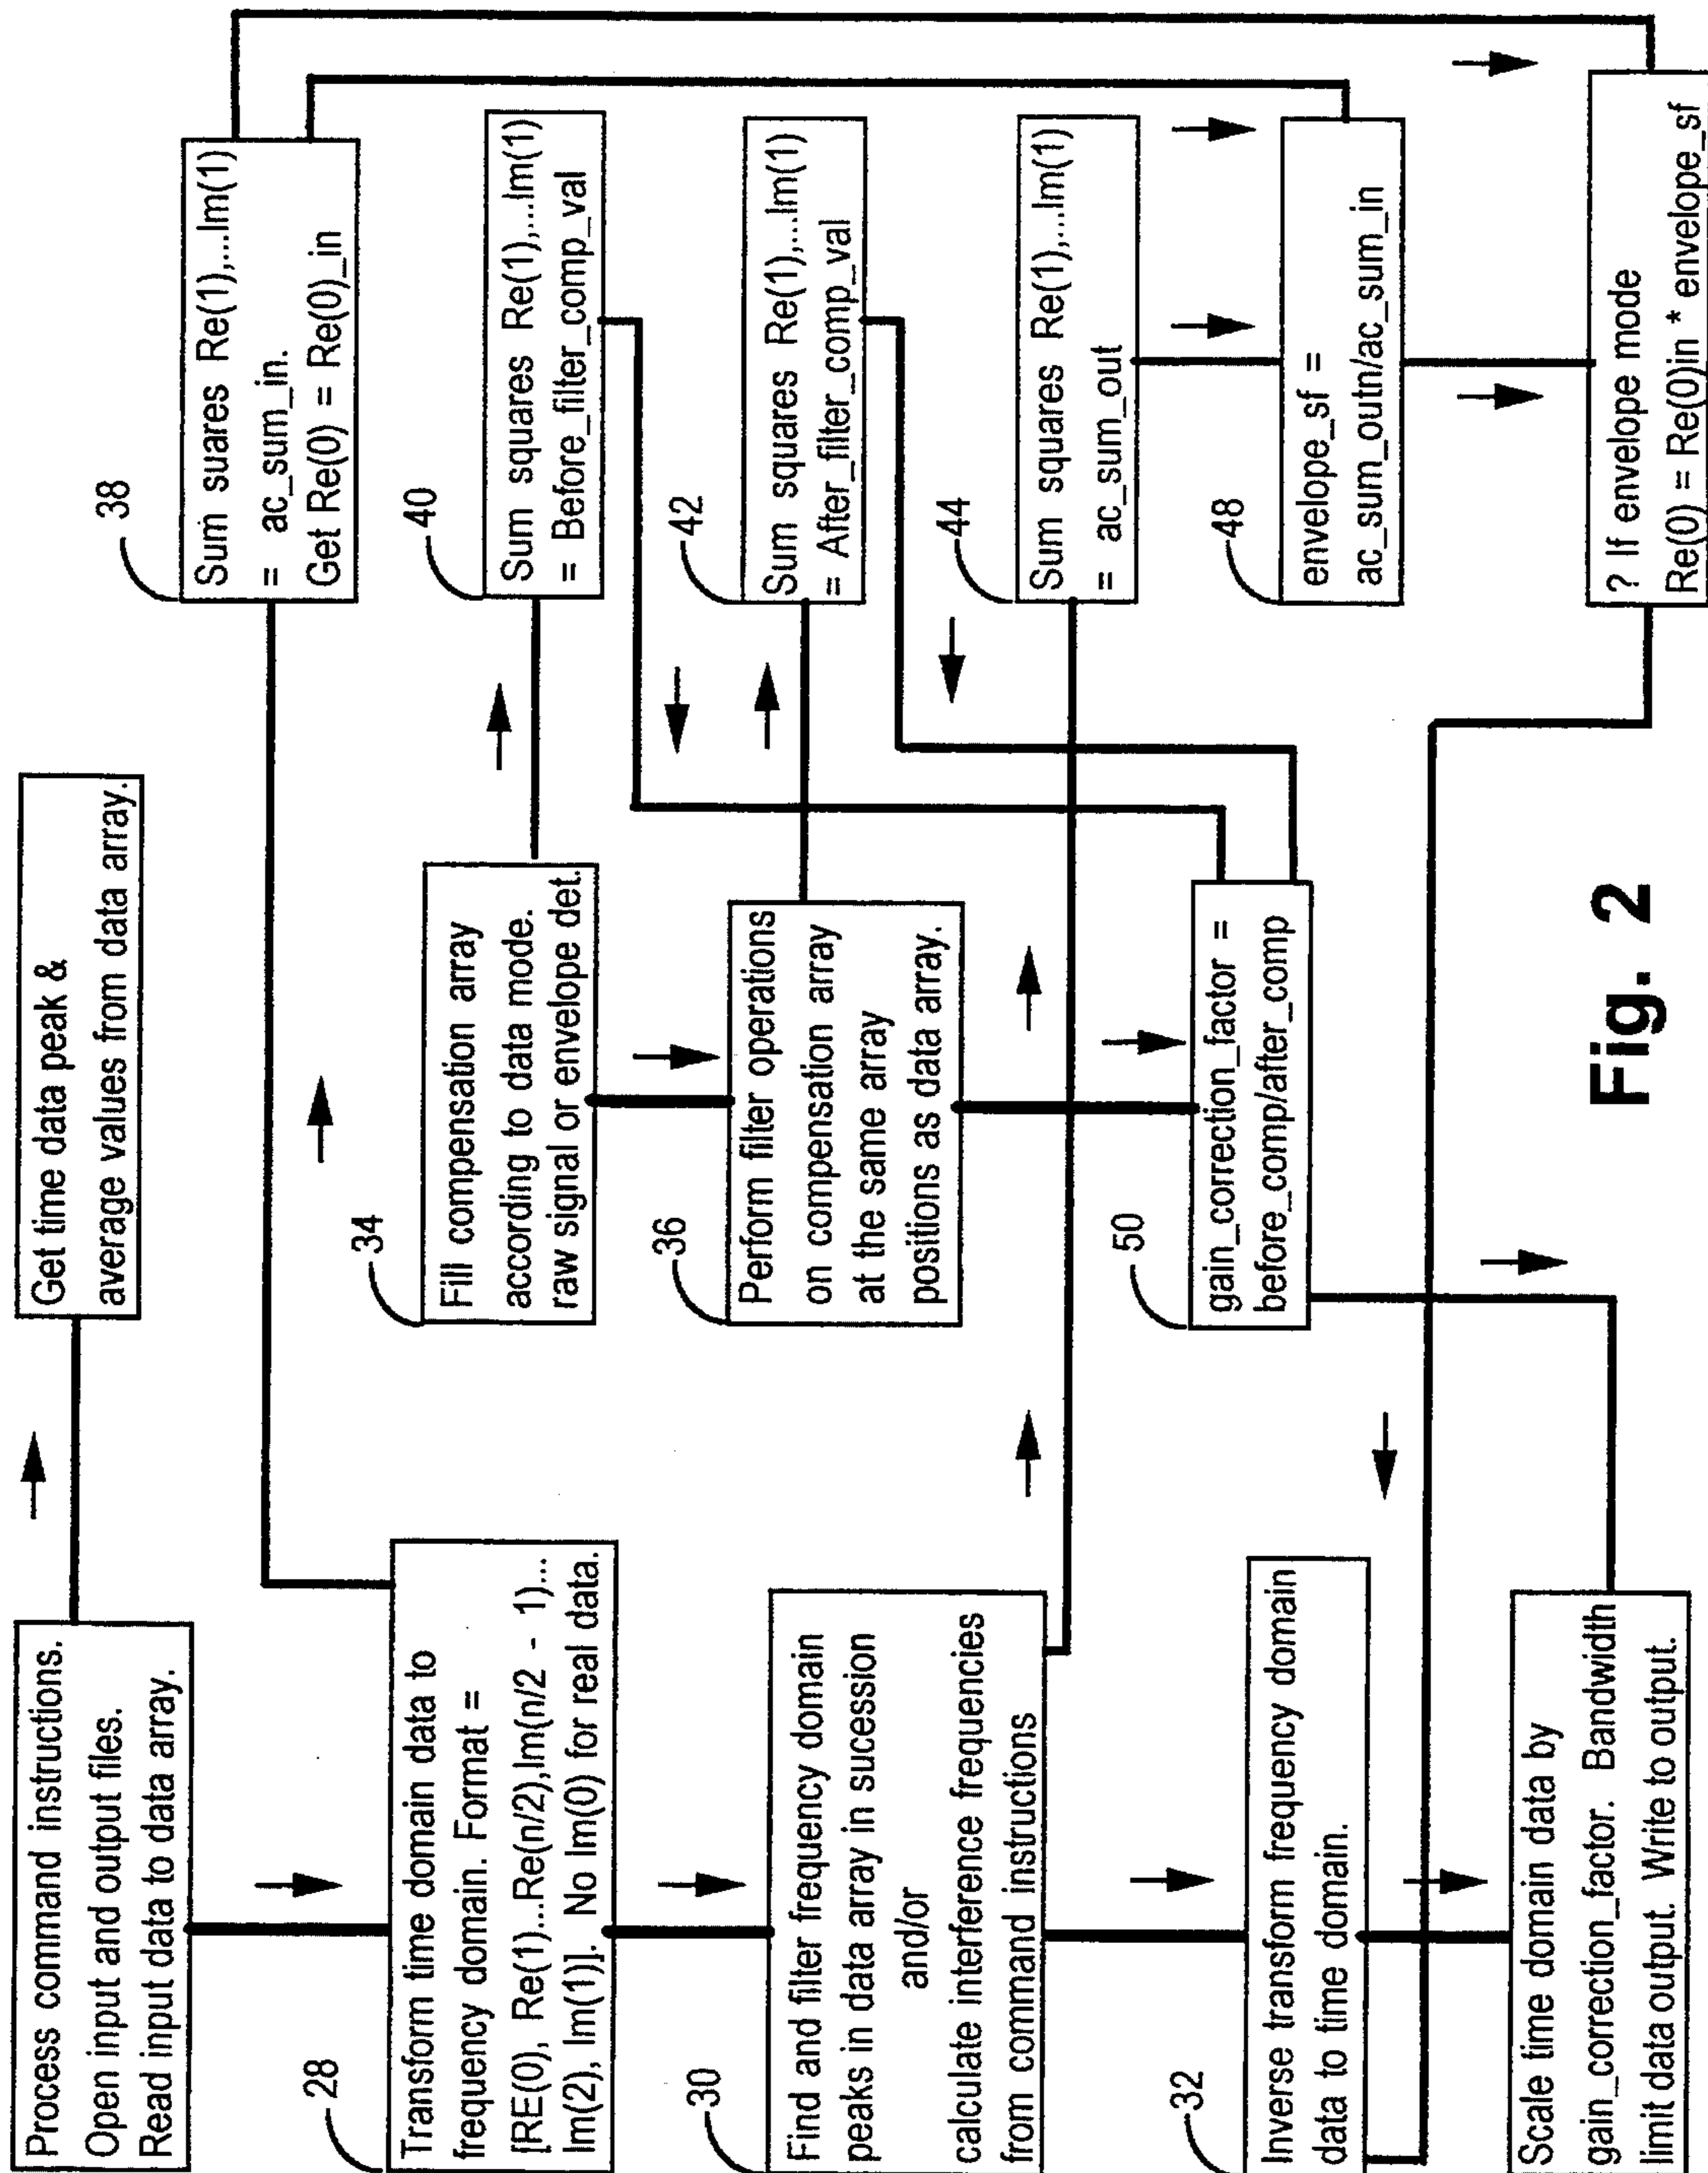 Process command instructions.
Open input and output files.
Read input data to data array.
Get time data peak &
average values from data array.
28
Transform time domain data to
frequency domain. Format =
[RE(0), Re(1)...Re(n/2),Im(n/2 - 1)...
Im(2), Im(1)]. No Im(0) for real data.
38
Sum suares Re(1),...Im(1)
= ac_sum_in.
Get Re(0) = Re(0)_in
34
Fill compensation array
according to data mode.
raw signal or envelope det.
40
Sum squares Re(1),...Im(1)
= Before_filter_comp_val
30
Find and filter frequency domain
peaks in data array in sucession
and/or
calculate interference frequencies
from command instructions
36
Perform filter operations
on compensation array
at the same array
positions as data array.
42
Sum squares Re(1),...Im(1)
= After_filter_comp_val
44
Sum squares Re(1),...Im(1)
= ac_sum_out
32
Inverse transform frequency domain
data to time domain.
50
gain_correction_factor =
before_comp/after_comp
48
envelope_sf =
ac_sum_outn/ac_sum_in
Scale time domain data by
gain_correction_factor. Bandwidth
limit data output. Write to output.
? If envelope mode
Re(0) = Re(0)in * envelope_sf
Fig. 2